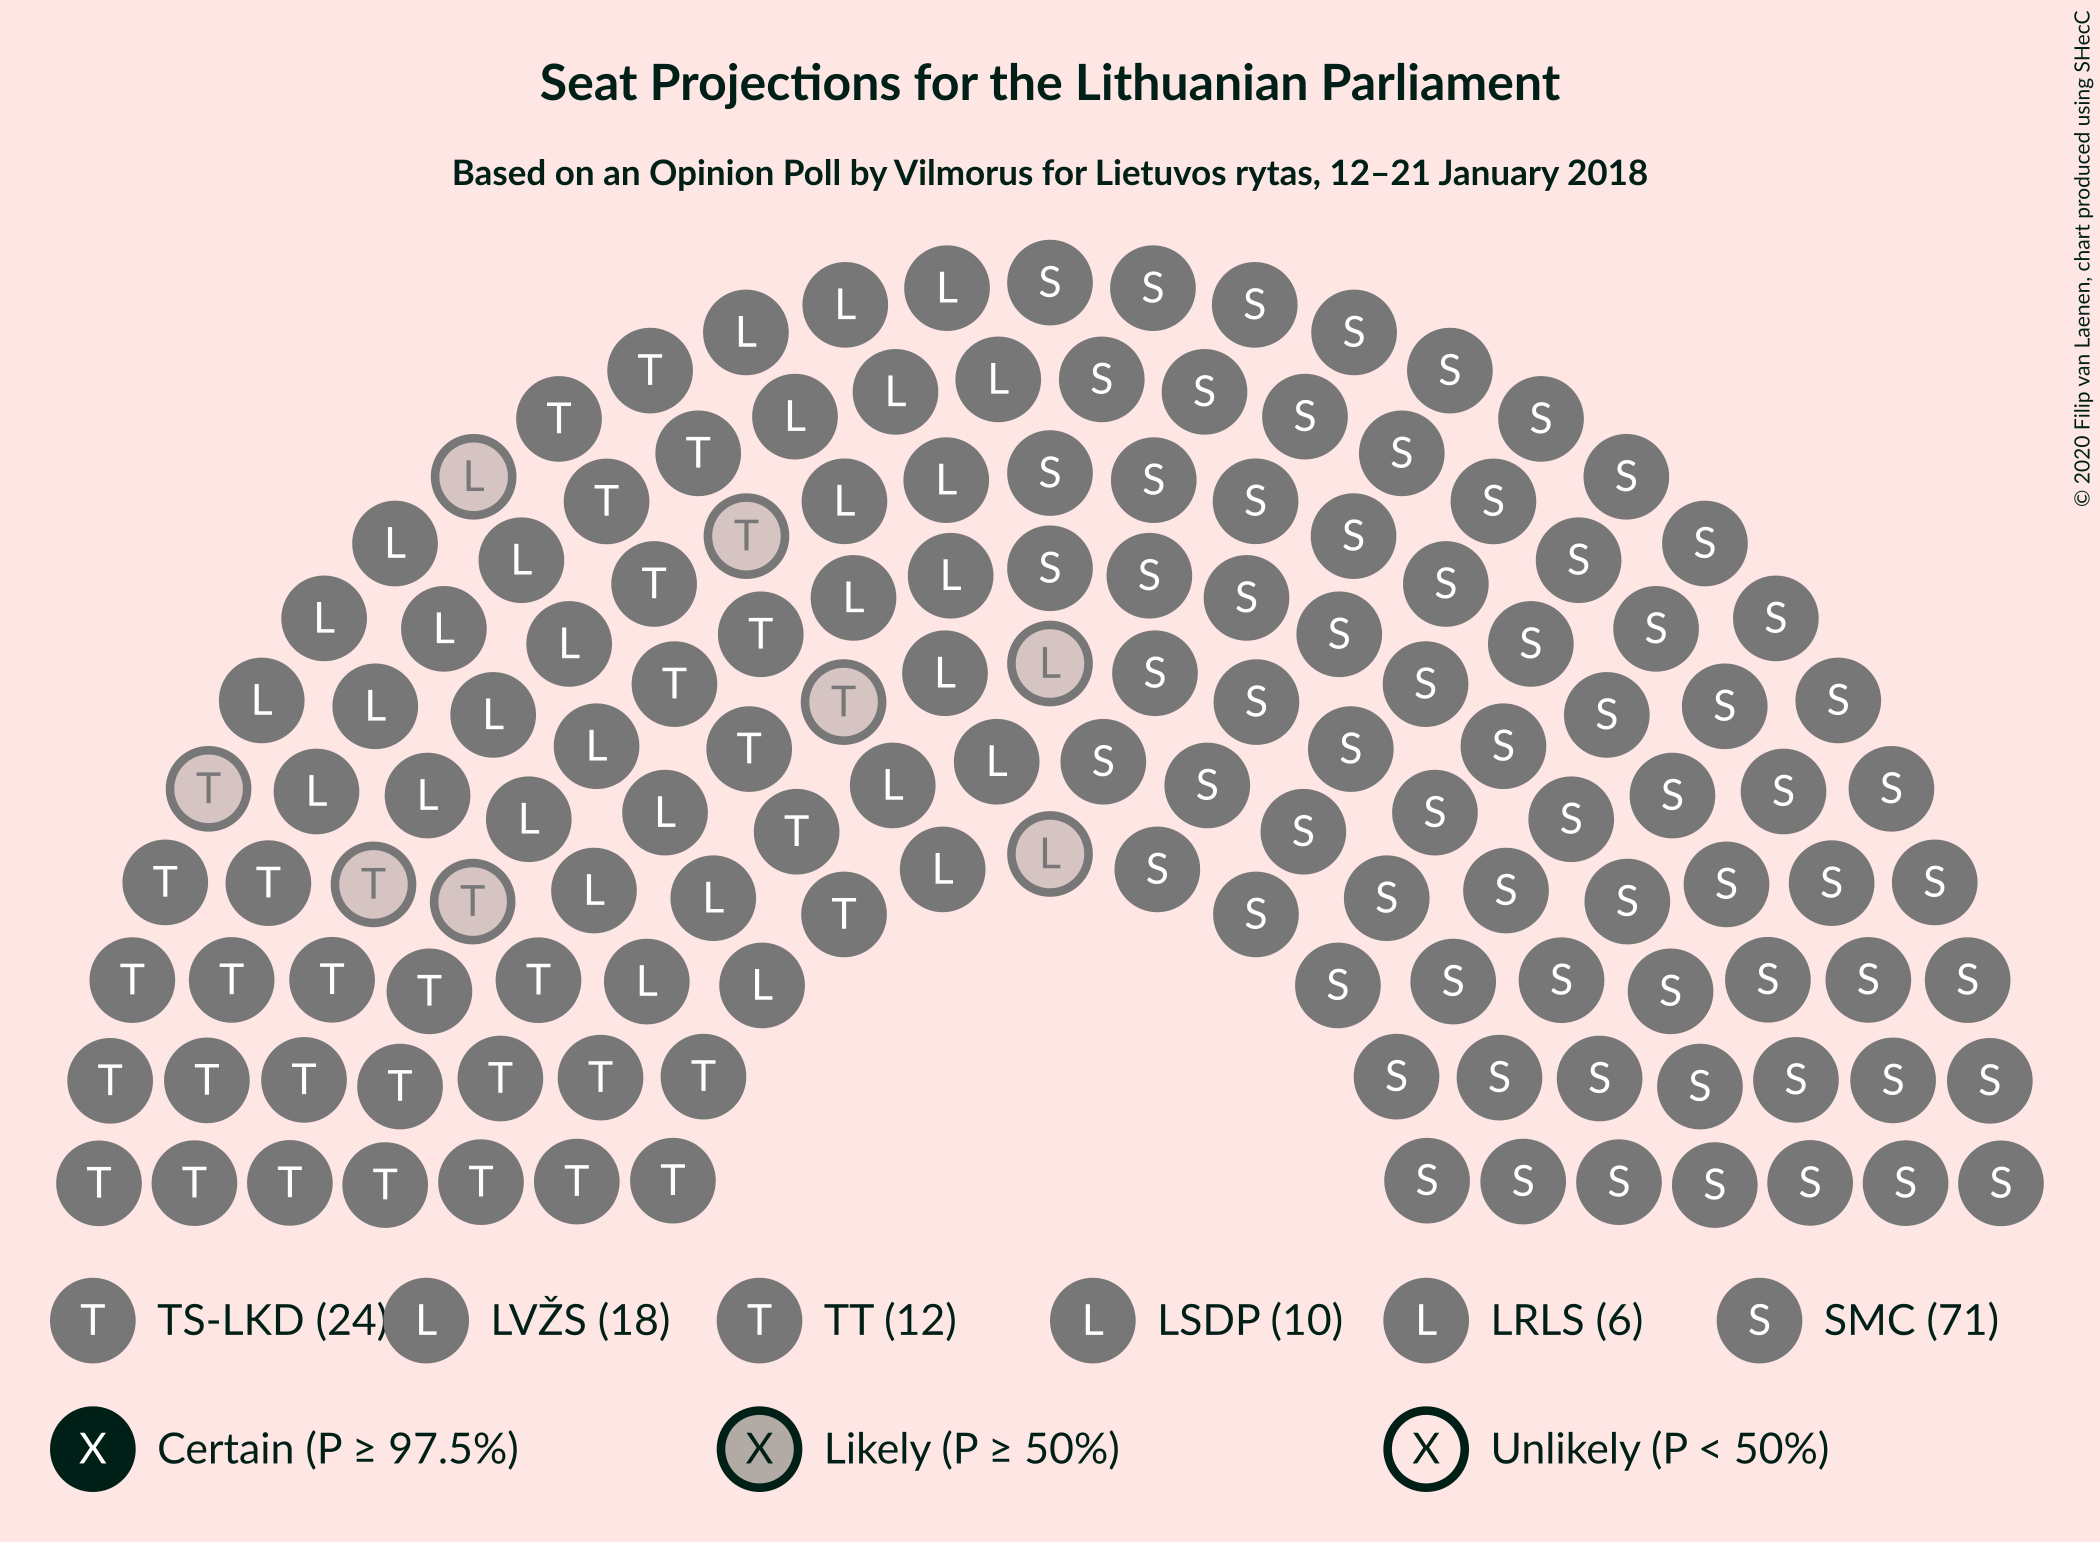 Seat Projections for the Lithuanian Parliament
Based on an Opinion Poll by Vilmorus for Lietuvos rytas, 12–21 January 2018
© 2020 Filip van Laenen, chart produced using SHecC
L L S S S
L S
T L L S S S
T L S S
L T L S S S S
T L S S
L L T S S S
T L L S S S S
L L L T S S S S
L L L T T L L S S S S S S
L T L S S S
T L L L L T L S S S S S S S
T T T T L L T L L S S S S S S S S
T T T T T L L S S S S S S S
T T T T T T T S S S S S S S
T T T T T T T S S S S S S S
T TS-LKD (24) L LVŽS (18) T TT (12) L LSDP (10) L LRLS (6) S SMC (71)
X Certain (P ≥ 97.5%) X Likely (P ≥ 50%) X Unlikely (P < 50%)